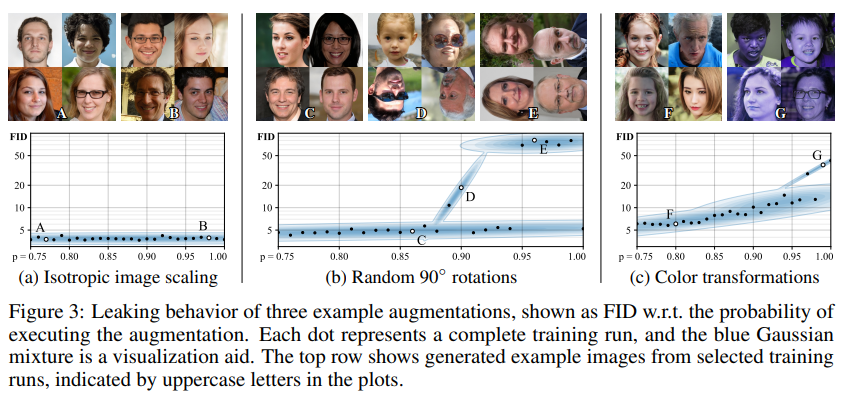 A B C D E F G
FID FID FID
50 50 50
20 20 20
10 10 10
5 5 5
A B C D E F G
p = 0.75 0.80 0.85 0.90 0.95 1.00 p = 0.75 0.80 0.85 0.90 0.95 1.00 p = 0.75 0.80 0.85 0.90 0.95 1.00
(a) Isotropic image scaling (b) Random 90° rotations (c) Color transformations
Figure 3: Leaking behavior of three example augmentations, shown as FID w.r.t. the probability of
executing the augmentation. Each dot represents a complete training run, and the blue Gaussian
mixture is a visualization aid. The top row shows generated example images from selected training
runs, indicated by uppercase letters in the plots.